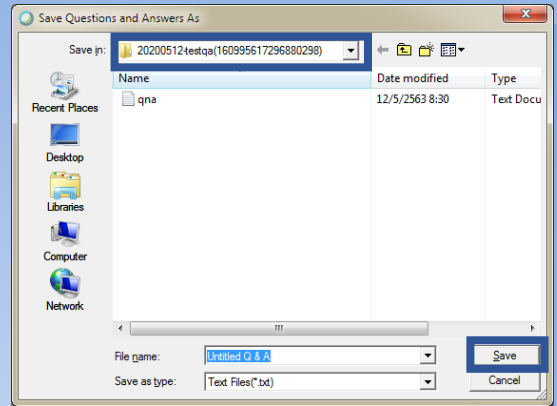 Save Questions and Answers As
Save in: 20200512-testqa(160995617296880298)
Name Date modified Type
qna 12/5/2563 8:30 Text Docu
Recent Places
Desktop
Libraries
Computer
Network
File name: Untitled Q & A Save
Save as type: Text Files(*.txt) Cancel